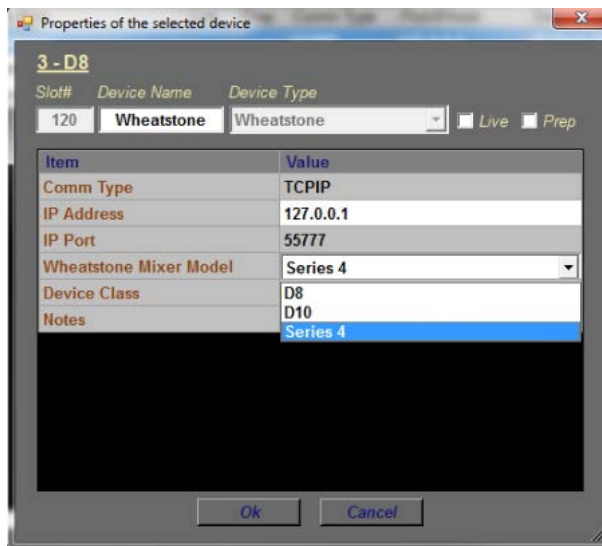 Properties of the selected device
3 - D8
Slot# Device Name Device Type
120 Wheatstone Wheatstone Live Prep
Item Value
Comm Type TCPIP
IP Address 127.0.0.1
IP Port 55777
Wheatstone Mixer Model Series 4
Device Class D8
D10
Notes
Series 4
Ok Cancel